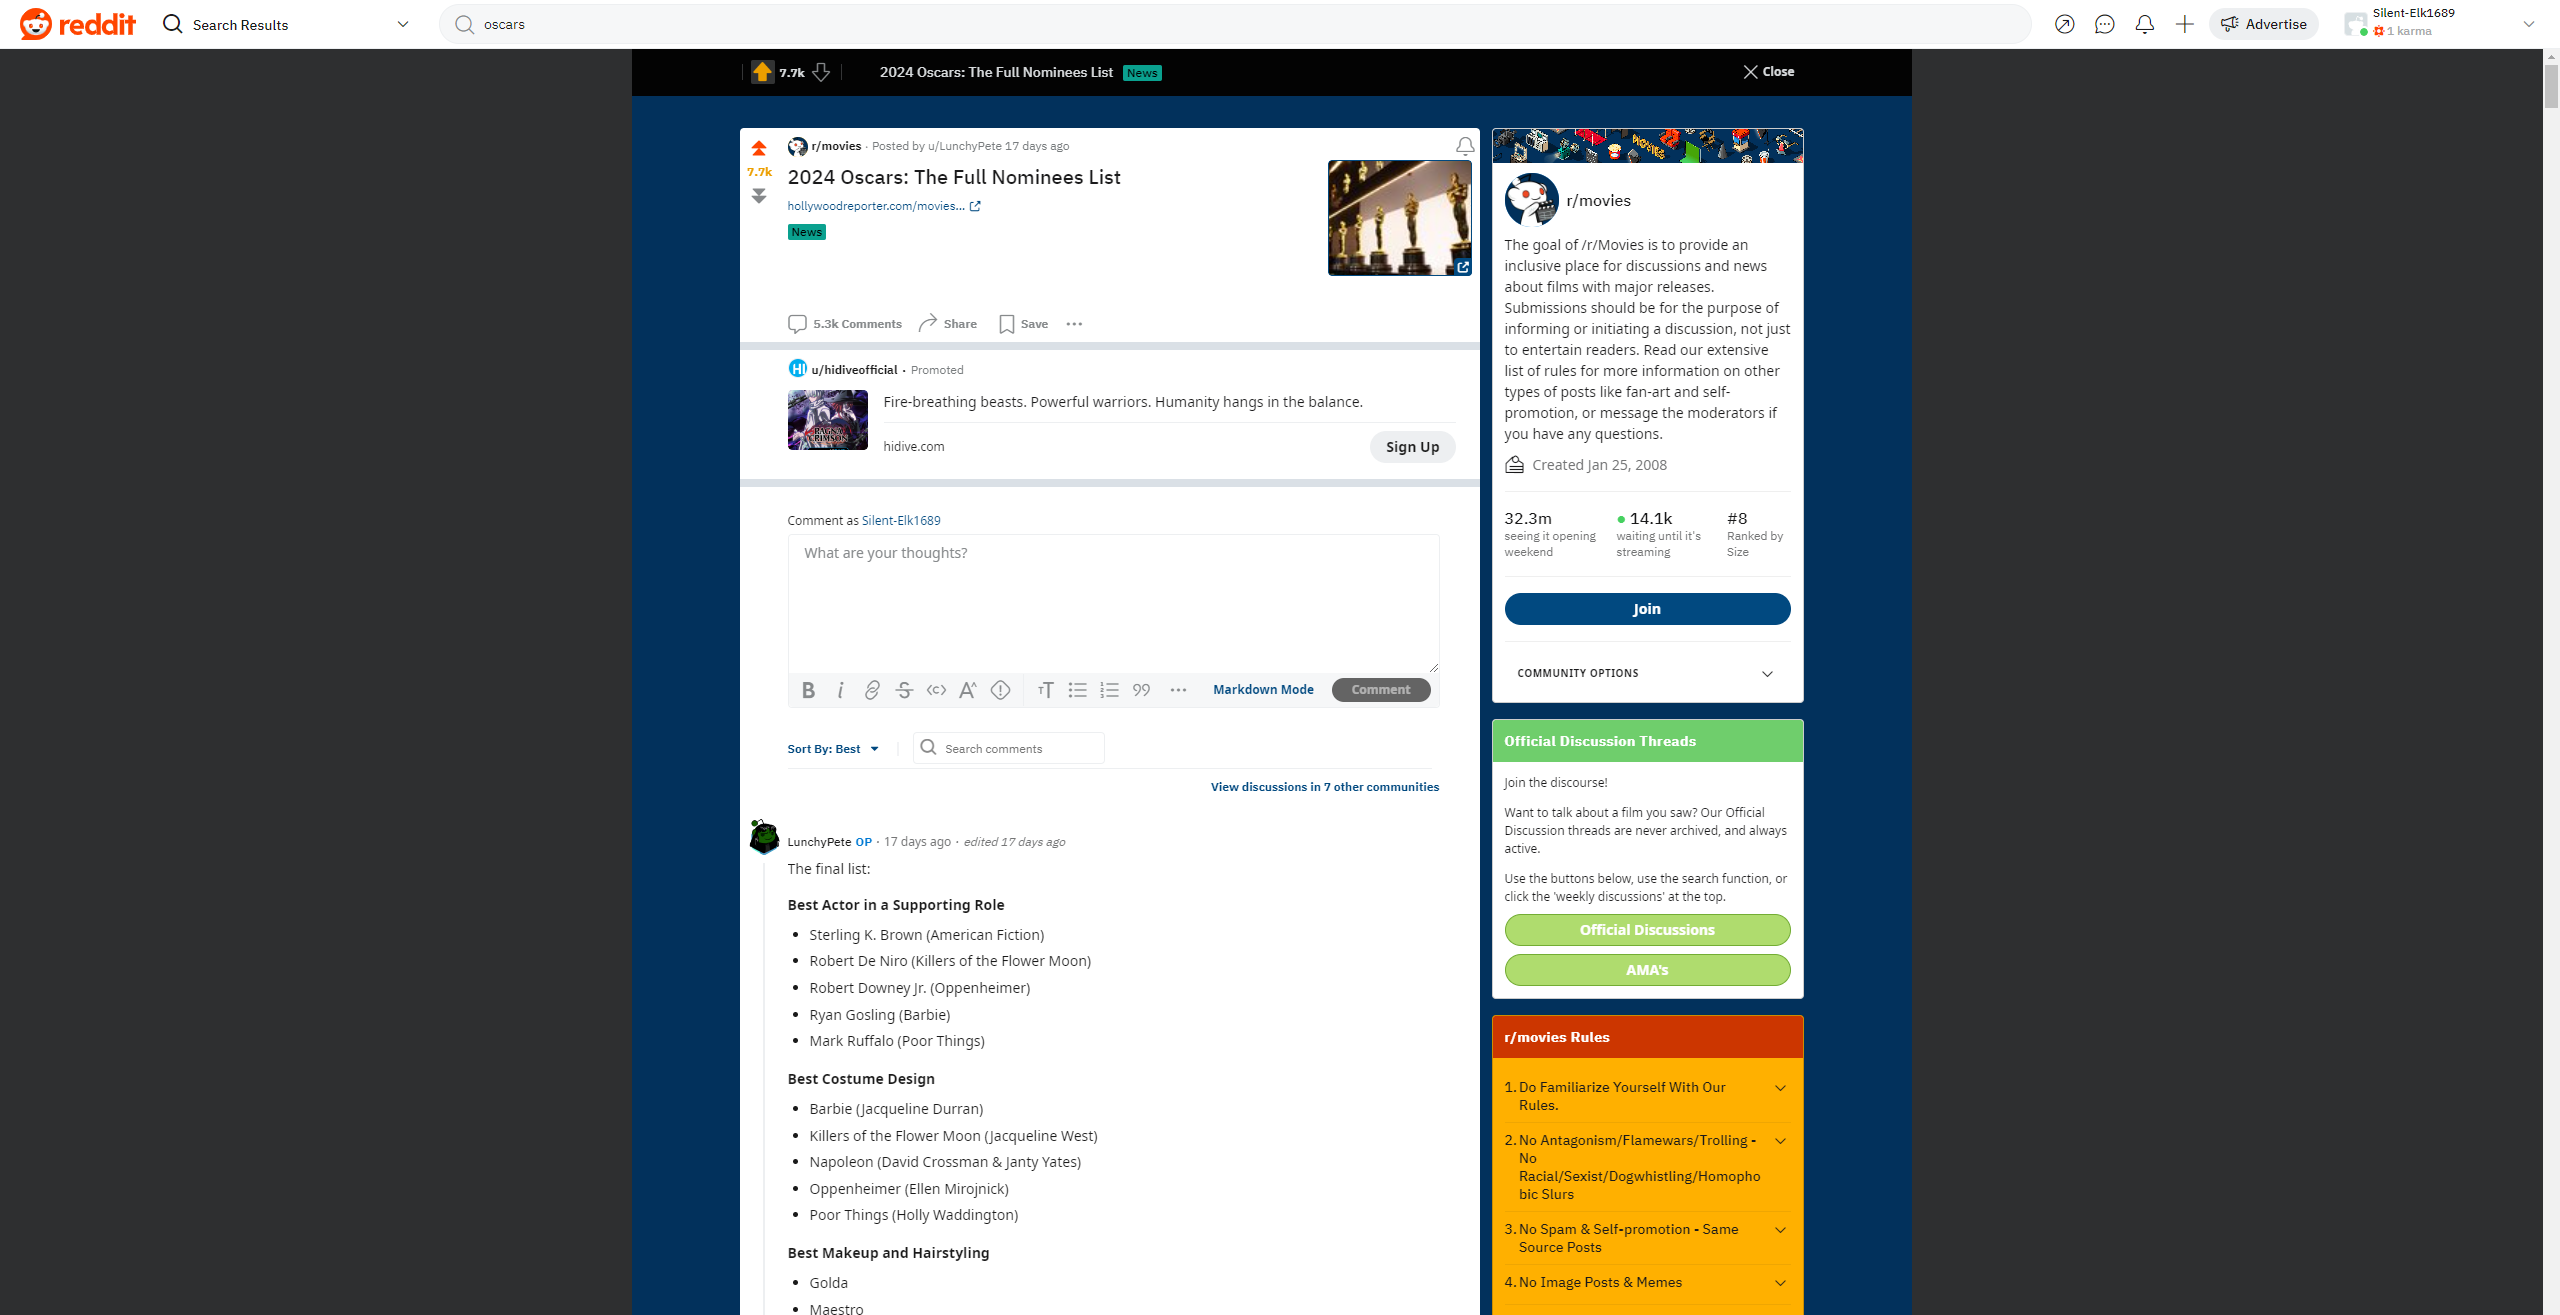 reddit
Search Results
oscars
Advertise
Silent-Elk1689
1 karma
7.7k
2024 Oscars: The Full Nominees List
News
Close
r/movies · Posted by u/LunchyPete 17 days ago
7.7k
2024 Oscars: The Full Nominees List
hollywoodreporter.com/movies...
News
5.3k Comments
Share
Save
u/hidiveofficial · Promoted
HI
Fire-breathing beasts. Powerful warriors. Humanity hangs in the balance.
RAGNA CRIMSON
hidive.com
Sign Up
Comment as Silent-Elk1689
What are your thoughts?
Markdown Mode
Comment
Sort By: Best
Search comments
View discussions in 7 other communities
LunchyPete OP · 17 days ago · edited 17 days ago
The final list:
Best Actor in a Supporting Role
• Sterling K. Brown (American Fiction)
• Robert De Niro (Killers of the Flower Moon)
• Robert Downey Jr. (Oppenheimer)
• Ryan Gosling (Barbie)
• Mark Ruffalo (Poor Things)
Best Costume Design
• Barbie (Jacqueline Durran)
• Killers of the Flower Moon (Jacqueline West)
• Napoleon (David Crossman & Janty Yates)
• Oppenheimer (Ellen Mirojnick)
• Poor Things (Holly Waddington)
Best Makeup and Hairstyling
• Golda
• Maestro
MOVIES
r/movies
The goal of /r/Movies is to provide an
inclusive place for discussions and news
about films with major releases.
Submissions should be for the purpose of
informing or initiating a discussion, not just
to entertain readers. Read our extensive
list of rules for more information on other
types of posts like fan-art and self-
promotion, or message the moderators if
you have any questions.
Created Jan 25, 2008
32.3m
seeing it opening
weekend
14.1k
waiting until it's
streaming
#8
Ranked by
Size
Join
COMMUNITY OPTIONS
Official Discussion Threads
Join the discourse!
Want to talk about a film you saw? Our Official
Discussion threads are never archived, and always
active.
Use the buttons below, use the search function, or
click the 'weekly discussions' at the top.
Official Discussions
AMA's
r/movies Rules
1. Do Familiarize Yourself With Our
Rules.
2. No Antagonism/Flamewars/Trolling -
No
Racial/Sexist/Dogwhistling/Homopho
bic Slurs
3. No Spam & Self-promotion - Same
Source Posts
4. No Image Posts & Memes